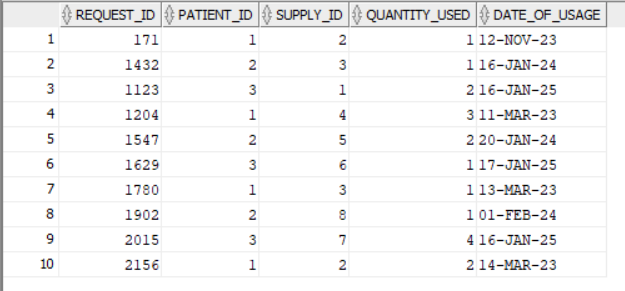 REQUEST_ID PATIENT_ID SUPPLY_ID QUANTITY_USED DATE_OF_USAGE
1 171 1 2 1 12-NOV-23
2 1432 2 3 1 16-JAN-24
3 1123 3 1 2 16-JAN-25
4 1204 1 4 3 11-MAR-23
5 1547 2 5 2 20-JAN-24
6 1629 3 6 1 17-JAN-25
7 1780 1 3 1 13-MAR-23
8 1902 2 8 1 01-FEB-24
9 2015 3 7 4 16-JAN-25
10 2156 1 2 2 14-MAR-23